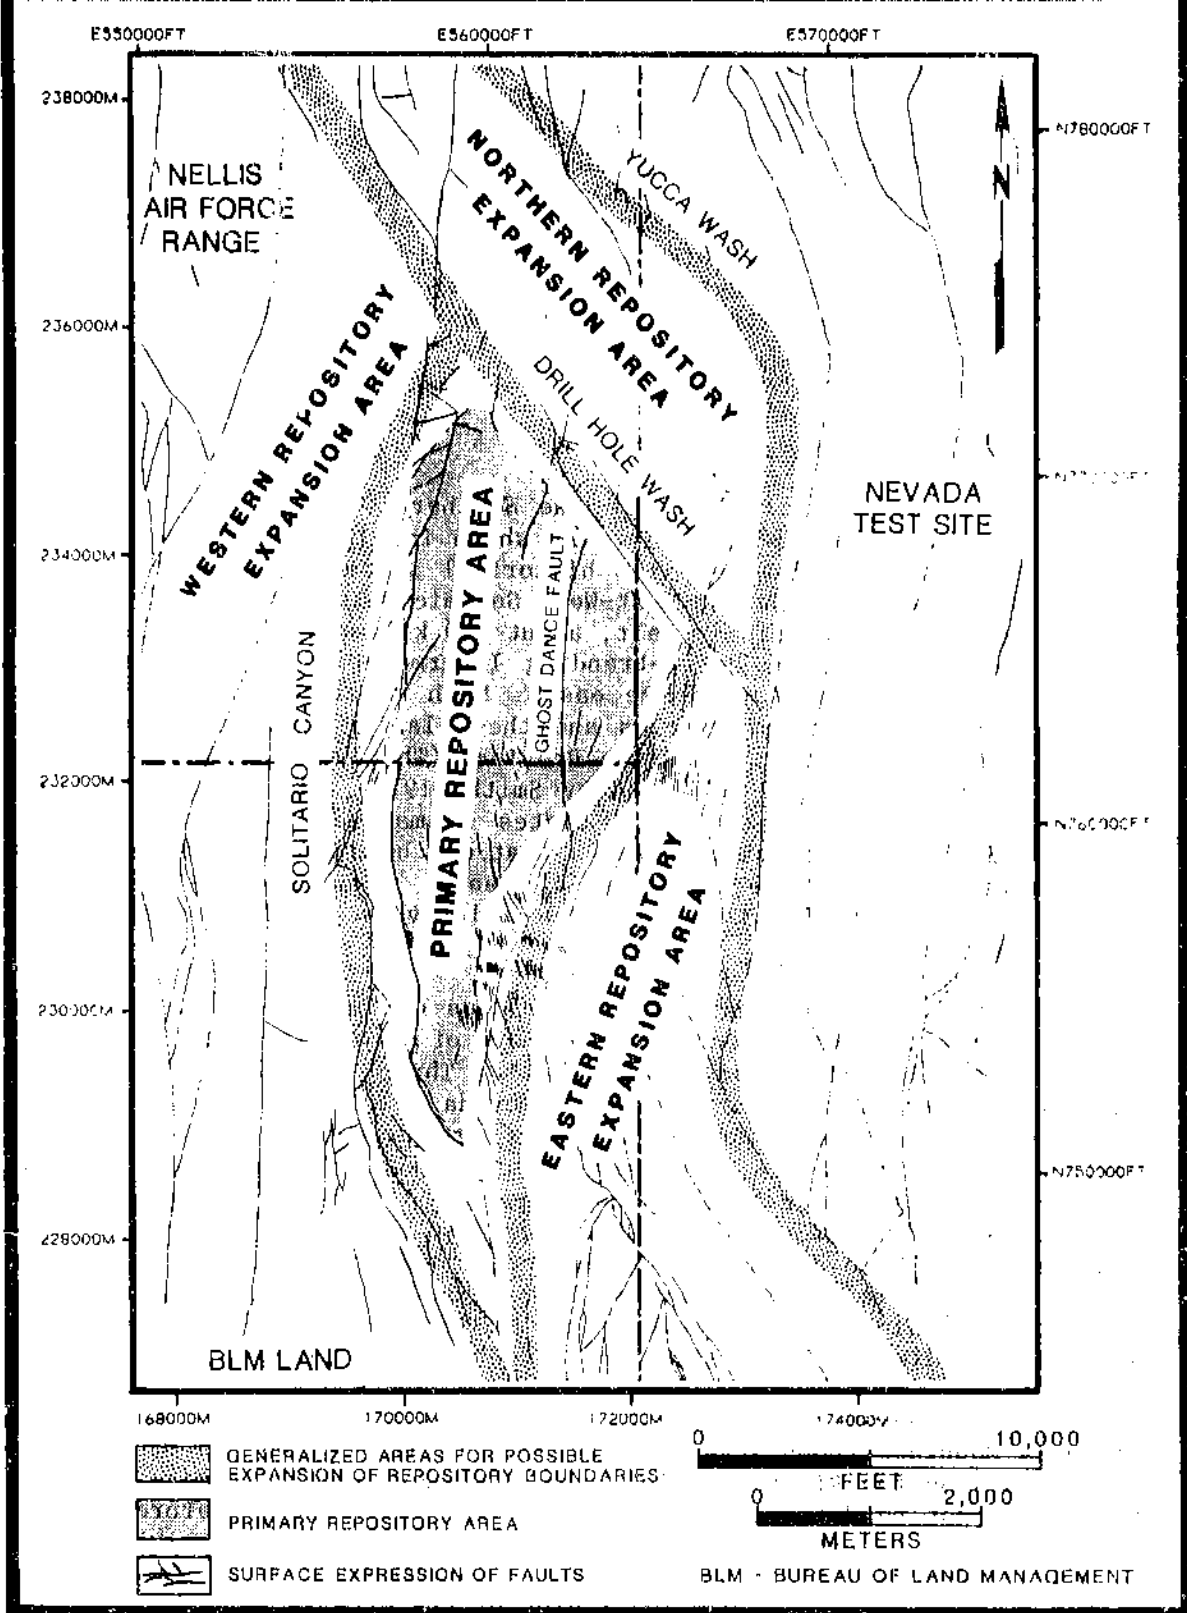 E550000FT E560000FT E570000FT
238000M
N780000FT
NELLIS
AIR FORCE
RANGE
NORTHERN REPOSITORY
EXPANSION AREA
YUCCA WASH
N
236000M
WESTERN REPOSITORY
EXPANSION AREA
DRILL HOLE WASH
NEVADA
TEST SITE
234000M
PRIMARY REPOSITORY AREA
GHOST DANCE FAULT
SOLITARIO CANYON
232000M
N760000FT
EASTERN REPOSITORY
EXPANSION AREA
230000M
N750000FT
228000M
BLM LAND
168000M 170000M 172000M 174000M
GENERALIZED AREAS FOR POSSIBLE
EXPANSION OF REPOSITORY BOUNDARIES
PRIMARY REPOSITORY AREA
SURFACE EXPRESSION OF FAULTS
0 10,000
FEET
0 2,000
METERS
BLM - BUREAU OF LAND MANAGEMENT